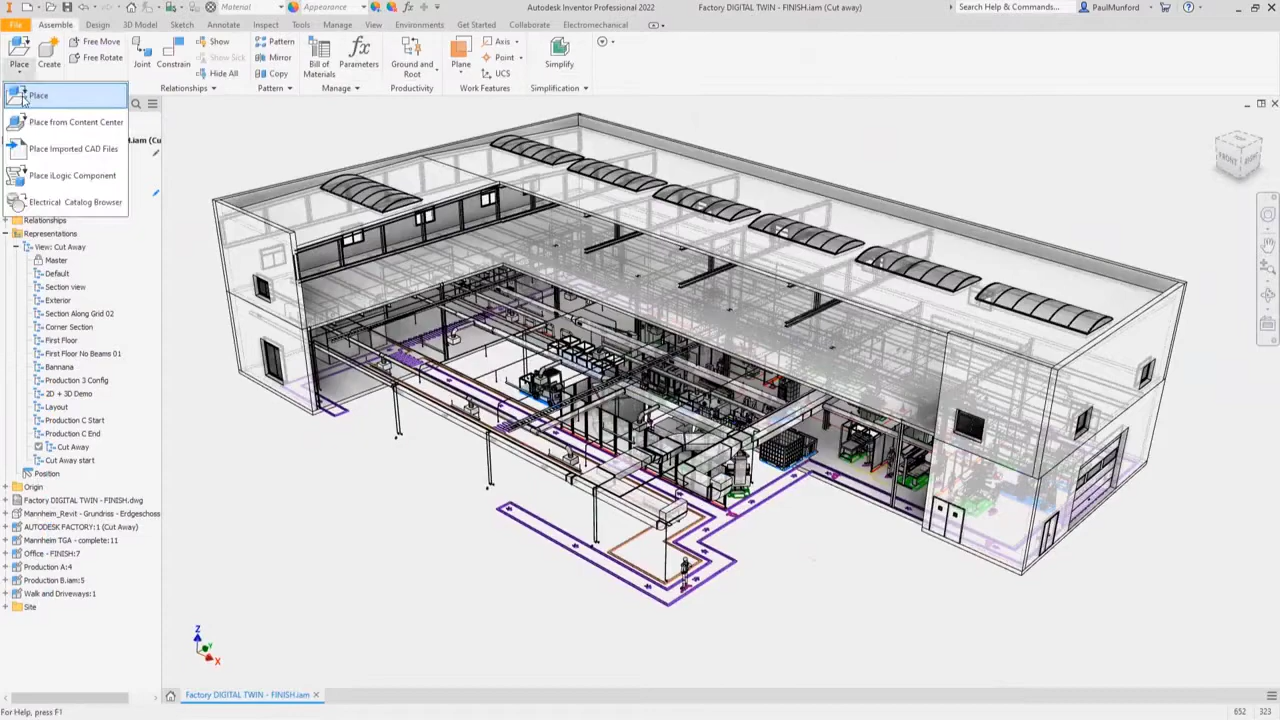 Material
Appearance
Autodesk Inventor Professional 2022
Factory DIGITAL TWIN - FINISH.iam (Cut away)
Search Help & Commands...
PaulMunford
File
Assemble
Design
3D Model
Sketch
Annotate
Inspect
Tools
Manage
View
Environments
Get Started
Collaborate
Electromechanical
Place
Create
Free Move
Free Rotate
Joint
Constrain
Show
Show Sick
Hide All
Relationships
Pattern
Mirror
Copy
Pattern
Bill of
Materials
Parameters
Manage
Ground and
Root
Productivity
Plane
Axis
Point
UCS
Work Features
Simplify
Simplification
Place
Place from Content Center
Place Imported CAD Files
Place iLogic Component
Electrical Catalog Browser
.iam (Cu
Relationships
Representations
View: Cut Away
Master
Default
Section view
Exterior
Section Along Grid 02
Corner Section
First Floor
First Floor No Beams 01
Bannana
Production 3 Config
2D + 3D Demo
Layout
Production C Start
Production C End
Cut Away
Cut Away start
Position
Origin
Factory DIGITAL TWIN - FINISH.dwg
Mannheim_Revit - Grundriss - Erdgeschoss
AUTODESK FACTORY:1 (Cut Away)
Mannheim TGA - complete:11
Office - FINISH:7
Production A:4
Production B.iam:5
Walk and Driveways:1
Site
FRONT
RIGHT
Z
Y
X
Factory DIGITAL TWIN - FINISH.iam
For Help, press F1
652
323